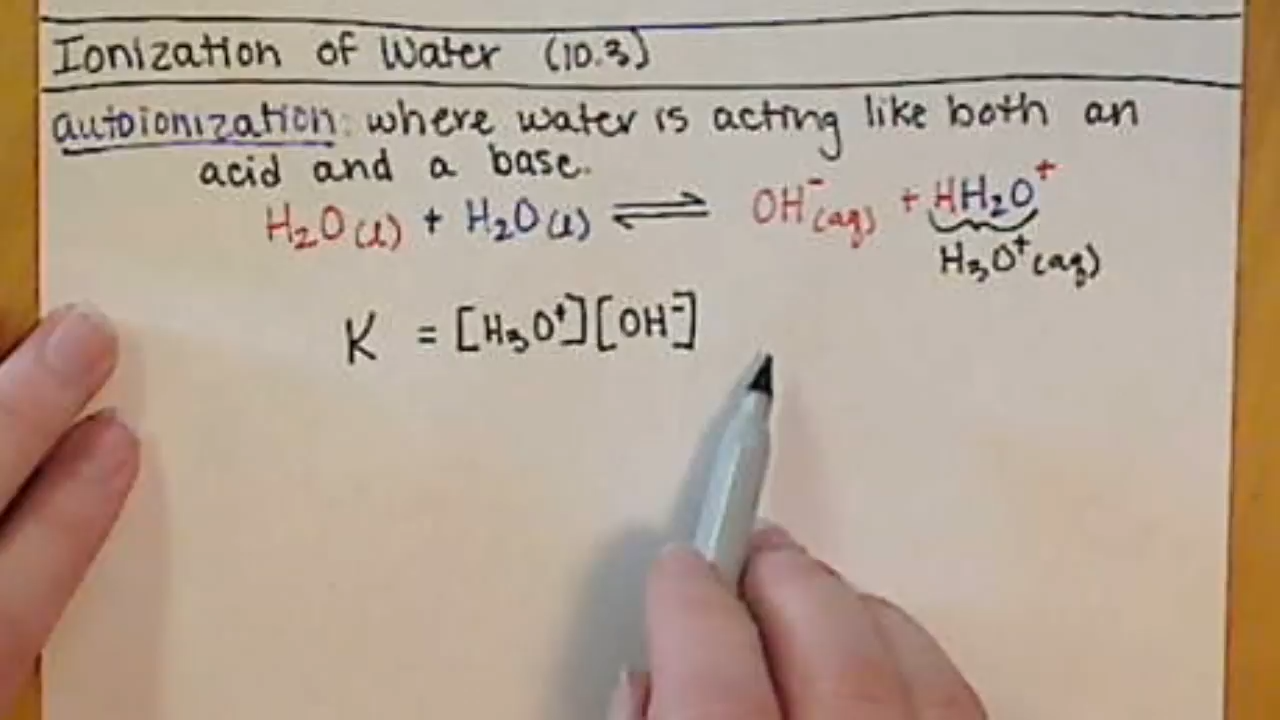 Ionization of Water (10.3)
autoionization: where water is acting like both an
acid and a base.
H₂O(l) + H₂O(l) ⇌ OH⁻(aq) + HH₂O⁺
H₃O⁺(aq)
K = [H₃O⁺][OH⁻]